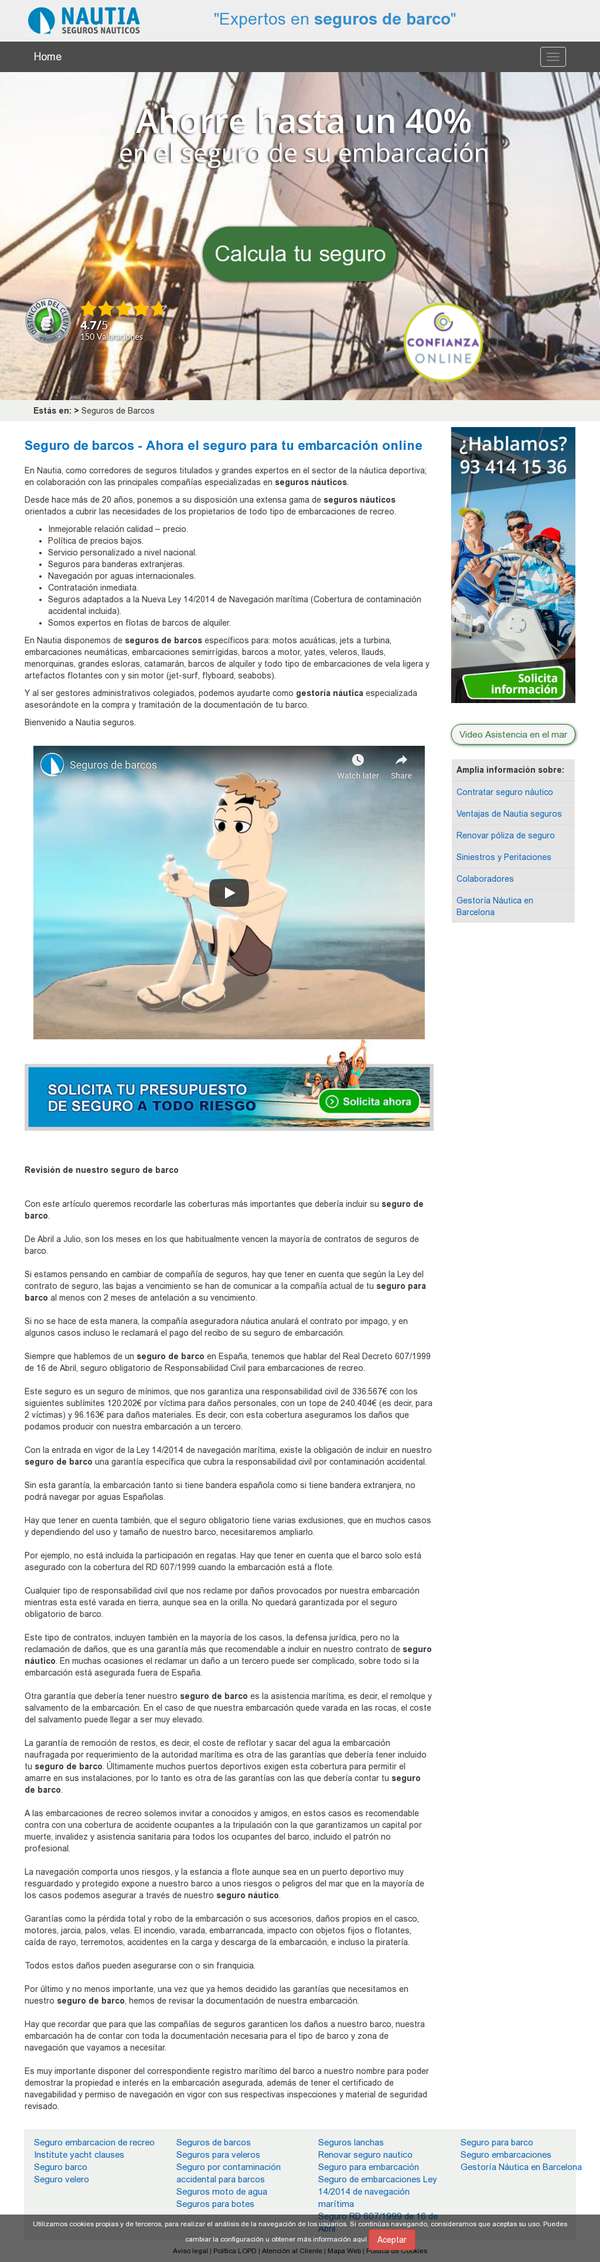 NAUTIA
SEGUROS NAUTICOS
"Expertos en seguros de barco"
Home
Ahorre hasta un 40%
en el seguro de su embarcación
Calcula tu seguro
DISTINCIÓN DEL CLIENTE
4.7/5
150 Valoraciones
CONFIANZA
ONLINE
Estás en: > Seguros de Barcos
Seguro de barcos - Ahora el seguro para tu embarcación online
En Nautia, como corredores de seguros titulados y grandes expertos en el sector de la náutica deportiva;
en colaboración con las principales compañías especializadas en seguros náuticos.
Desde hace más de 20 años, ponemos a su disposición una extensa gama de seguros náuticos
orientados a cubrir las necesidades de los propietarios de todo tipo de embarcaciones de recreo.
• Inmejorable relación calidad – precio.
• Política de precios bajos.
• Servicio personalizado a nivel nacional.
• Seguros para banderas extranjeras.
• Navegación por aguas internacionales.
• Contratación inmediata.
• Seguros adaptados a la Nueva Ley 14/2014 de Navegación marítima (Cobertura de contaminación
accidental incluida).
• Somos expertos en flotas de barcos de alquiler.
En Nautia disponemos de seguros de barcos específicos para: motos acuáticas, jets a turbina,
embarcaciones neumáticas, embarcaciones semirrígidas, barcos a motor, yates, veleros, llauds,
menorquinas, grandes esloras, catamarán, barcos de alquiler y todo tipo de embarcaciones de vela ligera y
artefactos flotantes con y sin motor (jet-surf, flyboard, seabobs).
Y al ser gestores administrativos colegiados, podemos ayudarte como gestoría náutica especializada
asesorándote en la compra y tramitación de la documentación de tu barco.
Bienvenido a Nautia seguros.
¿Hablamos?
93 414 15 36
Solicita
información
Video Asistencia en el mar
Amplia información sobre:
Contratar seguro náutico
Ventajas de Nautia seguros
Renovar póliza de seguro
Siniestros y Peritaciones
Colaboradores
Gestoría Náutica en
Barcelona
Seguros de barcos
Watch later
Share
SOLICITA TU PRESUPUESTO
DE SEGURO A TODO RIESGO
Solicita ahora
Revisión de nuestro seguro de barco
Con este artículo queremos recordarle las coberturas más importantes que debería incluir su seguro de
barco.
De Abril a Julio, son los meses en los que habitualmente vencen la mayoría de contratos de seguros de
barco.
Si estamos pensando en cambiar de compañía de seguros, hay que tener en cuenta que según la Ley del
contrato de seguro, las bajas a vencimiento se han de comunicar a la compañía actual de tu seguro para
barco al menos con 2 meses de antelación a su vencimiento.
Si no se hace de esta manera, la compañía aseguradora náutica anulará el contrato por impago, y en
algunos casos incluso le reclamará el pago del recibo de su seguro de embarcación.
Siempre que hablemos de un seguro de barco en España, tenemos que hablar del Real Decreto 607/1999
de 16 de Abril, seguro obligatorio de Responsabilidad Civil para embarcaciones de recreo.
Este seguro es un seguro de mínimos, que nos garantiza una responsabilidad civil de 336.567€ con los
siguientes sublímites 120.202€ por víctima para daños personales, con un tope de 240.404€ (es decir, para
2 víctimas) y 96.163€ para daños materiales. Es decir, con esta cobertura aseguramos los daños que
podamos producir con nuestra embarcación a un tercero.
Con la entrada en vigor de la Ley 14/2014 de navegación marítima, existe la obligación de incluir en nuestro
seguro de barco una garantía específica que cubra la responsabilidad civil por contaminación accidental.
Sin esta garantía, la embarcación tanto si tiene bandera española como si tiene bandera extranjera, no
podrá navegar por aguas Españolas.
Hay que tener en cuenta también, que el seguro obligatorio tiene varias exclusiones, que en muchos casos
y dependiendo del uso y tamaño de nuestro barco, necesitaremos ampliarlo.
Por ejemplo, no está incluida la participación en regatas. Hay que tener en cuenta que el barco solo está
asegurado con la cobertura del RD 607/1999 cuando la embarcación está a flote.
Cualquier tipo de responsabilidad civil que nos reclame por daños provocados por nuestra embarcación
mientras esta esté varada en tierra, aunque sea en la orilla. No quedará garantizada por el seguro
obligatorio de barco.
Este tipo de contratos, incluyen también en la mayoría de los casos, la defensa jurídica, pero no la
reclamación de daños, que es una garantía más que recomendable a incluir en nuestro contrato de seguro
náutico. En muchas ocasiones el reclamar un daño a un tercero puede ser complicado, sobre todo si la
embarcación está asegurada fuera de España.
Otra garantía que debería tener nuestro seguro de barco es la asistencia marítima, es decir, el remolque y
salvamento de la embarcación. En el caso de que nuestra embarcación quede varada en las rocas, el coste
del salvamento puede llegar a ser muy elevado.
La garantía de remoción de restos, es decir, el coste de reflotar y sacar del agua la embarcación
naufragada por requerimiento de la autoridad marítima es otra de las garantías que debería tener incluido
tu seguro de barco. Últimamente muchos puertos deportivos exigen esta cobertura para permitir el
amarre en sus instalaciones, por lo tanto es otra de las garantías con las que debería contar tu seguro
de barco.
A las embarcaciones de recreo solemos invitar a conocidos y amigos, en estos casos es recomendable
contra con una cobertura de accidente ocupantes a la tripulación con la que garantizamos un capital por
muerte, invalidez y asistencia sanitaria para todos los ocupantes del barco, incluido el patrón no
profesional.
La navegación comporta unos riesgos, y la estancia a flote aunque sea en un puerto deportivo muy
resguardado y protegido expone a nuestro barco a unos riesgos o peligros del mar que en la mayoría de
los casos podemos asegurar a través de nuestro seguro náutico.
Garantías como la pérdida total y robo de la embarcación o sus accesorios, daños propios en el casco,
motores, jarcia, palos, velas. El incendio, varada, embarrancada, impacto con objetos fijos o flotantes,
caída de rayo, terremotos, accidentes en la carga y descarga de la embarcación, e incluso la piratería.
Todos estos daños pueden asegurarse con o sin franquicia.
Por último y no menos importante, una vez que ya hemos decidido las garantías que necesitamos en
nuestro seguro de barco, hemos de revisar la documentación de nuestra embarcación.
Hay que recordar que para que las compañías de seguros garanticen los daños a nuestro barco, nuestra
embarcación ha de contar con toda la documentación necesaria para el tipo de barco y zona de
navegación que vayamos a necesitar.
Es muy importante disponer del correspondiente registro marítimo del barco a nuestro nombre para poder
demostrar la propiedad e interés en la embarcación asegurada, además de tener el certificado de
navegabilidad y permiso de navegación en vigor con sus respectivas inspecciones y material de seguridad
revisado.
Seguro embarcacion de recreo
Institute yacht clauses
Seguro barco
Seguro velero
Seguros de barcos
Seguros para veleros
Seguro por contaminación
accidental para barcos
Seguros moto de agua
Seguros para botes
Seguros lanchas
Renovar seguro nautico
Seguro para embarcación
Seguro de embarcaciones Ley
14/2014 de navegación
marítima
Seguro RD 607/1999 de 16 de
Abril
Seguro para barco
Seguro embarcaciones
Gestoría Náutica en Barcelona
Utilizamos cookies propias y de terceros, para realizar el análisis de la navegación de los usuarios. Si continúas navegando, consideramos que aceptas su uso. Puedes
cambiar la configuración u obtener más información aquí Aceptar
Aviso legal | Política LOPD | Atención al Cliente | Mapa Web | Política de Cookies